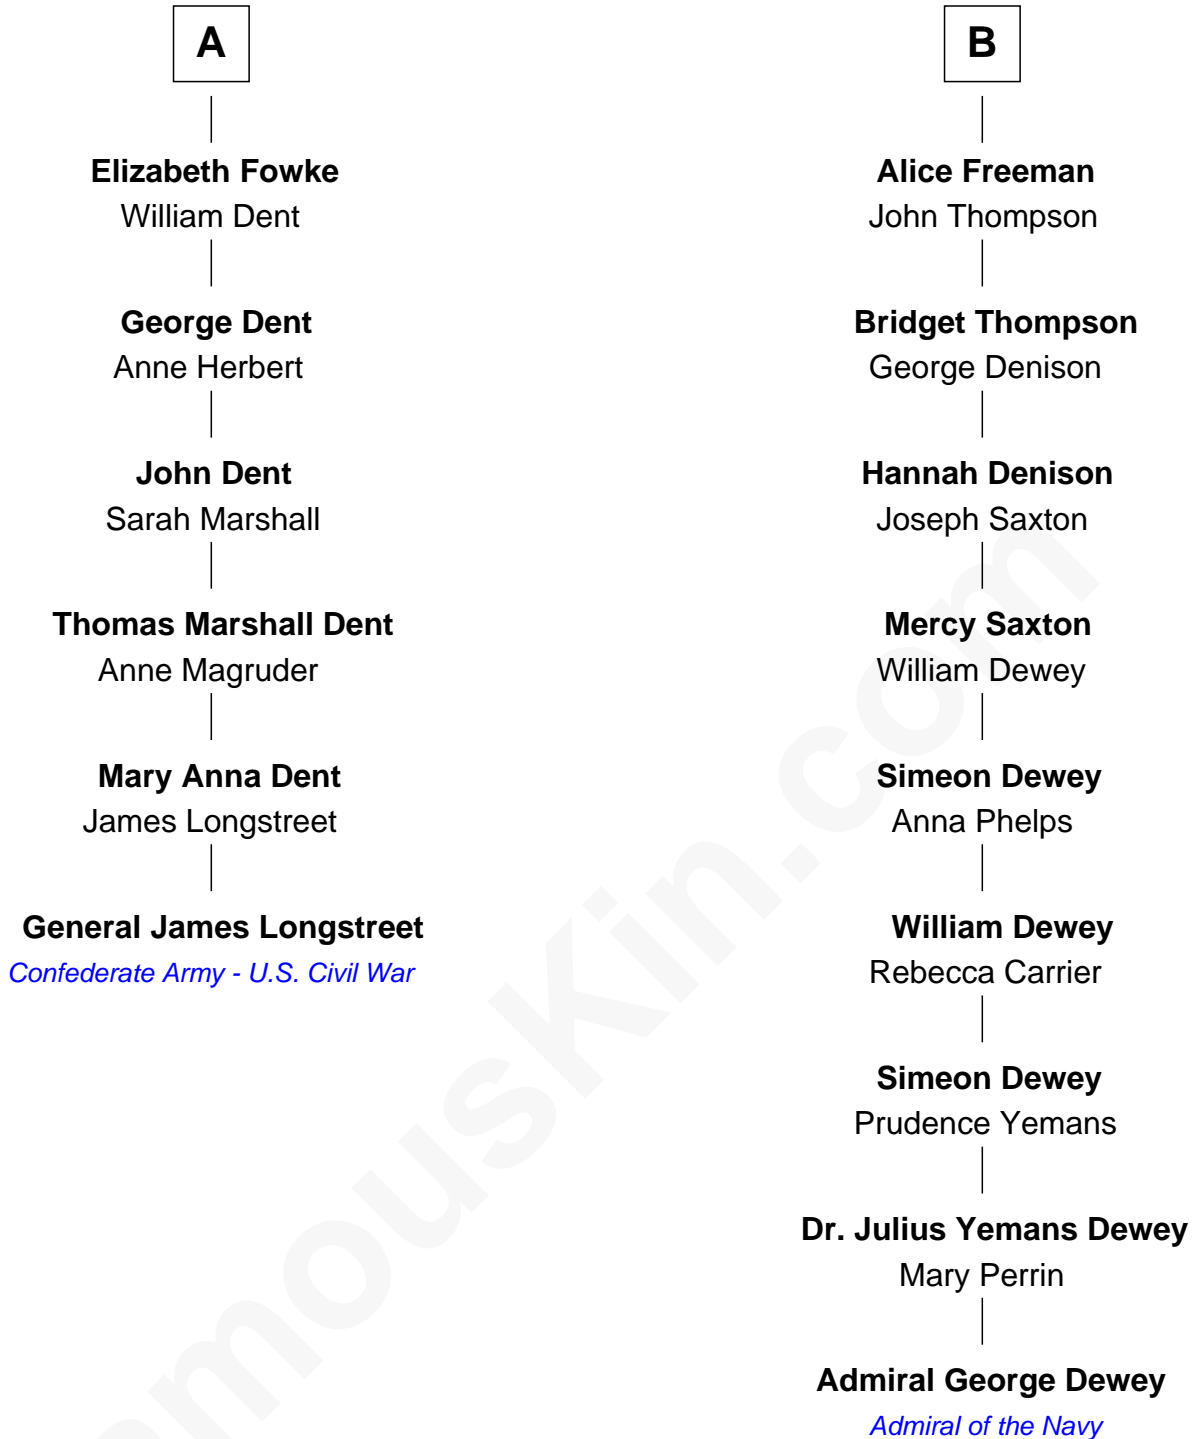 A
Elizabeth Fowke
William Dent
George Dent
Anne Herbert
John Dent
Sarah Marshall
Thomas Marshall Dent
Anne Magruder
Mary Anna Dent
James Longstreet
General James Longstreet
Confederate Army - U.S. Civil War
B
Alice Freeman
John Thompson
Bridget Thompson
George Denison
Hannah Denison
Joseph Saxton
Mercy Saxton
William Dewey
Simeon Dewey
Anna Phelps
William Dewey
Rebecca Carrier
Simeon Dewey
Prudence Yemans
Dr. Julius Yemans Dewey
Mary Perrin
Admiral George Dewey
Admiral of the Navy
amouskin.com